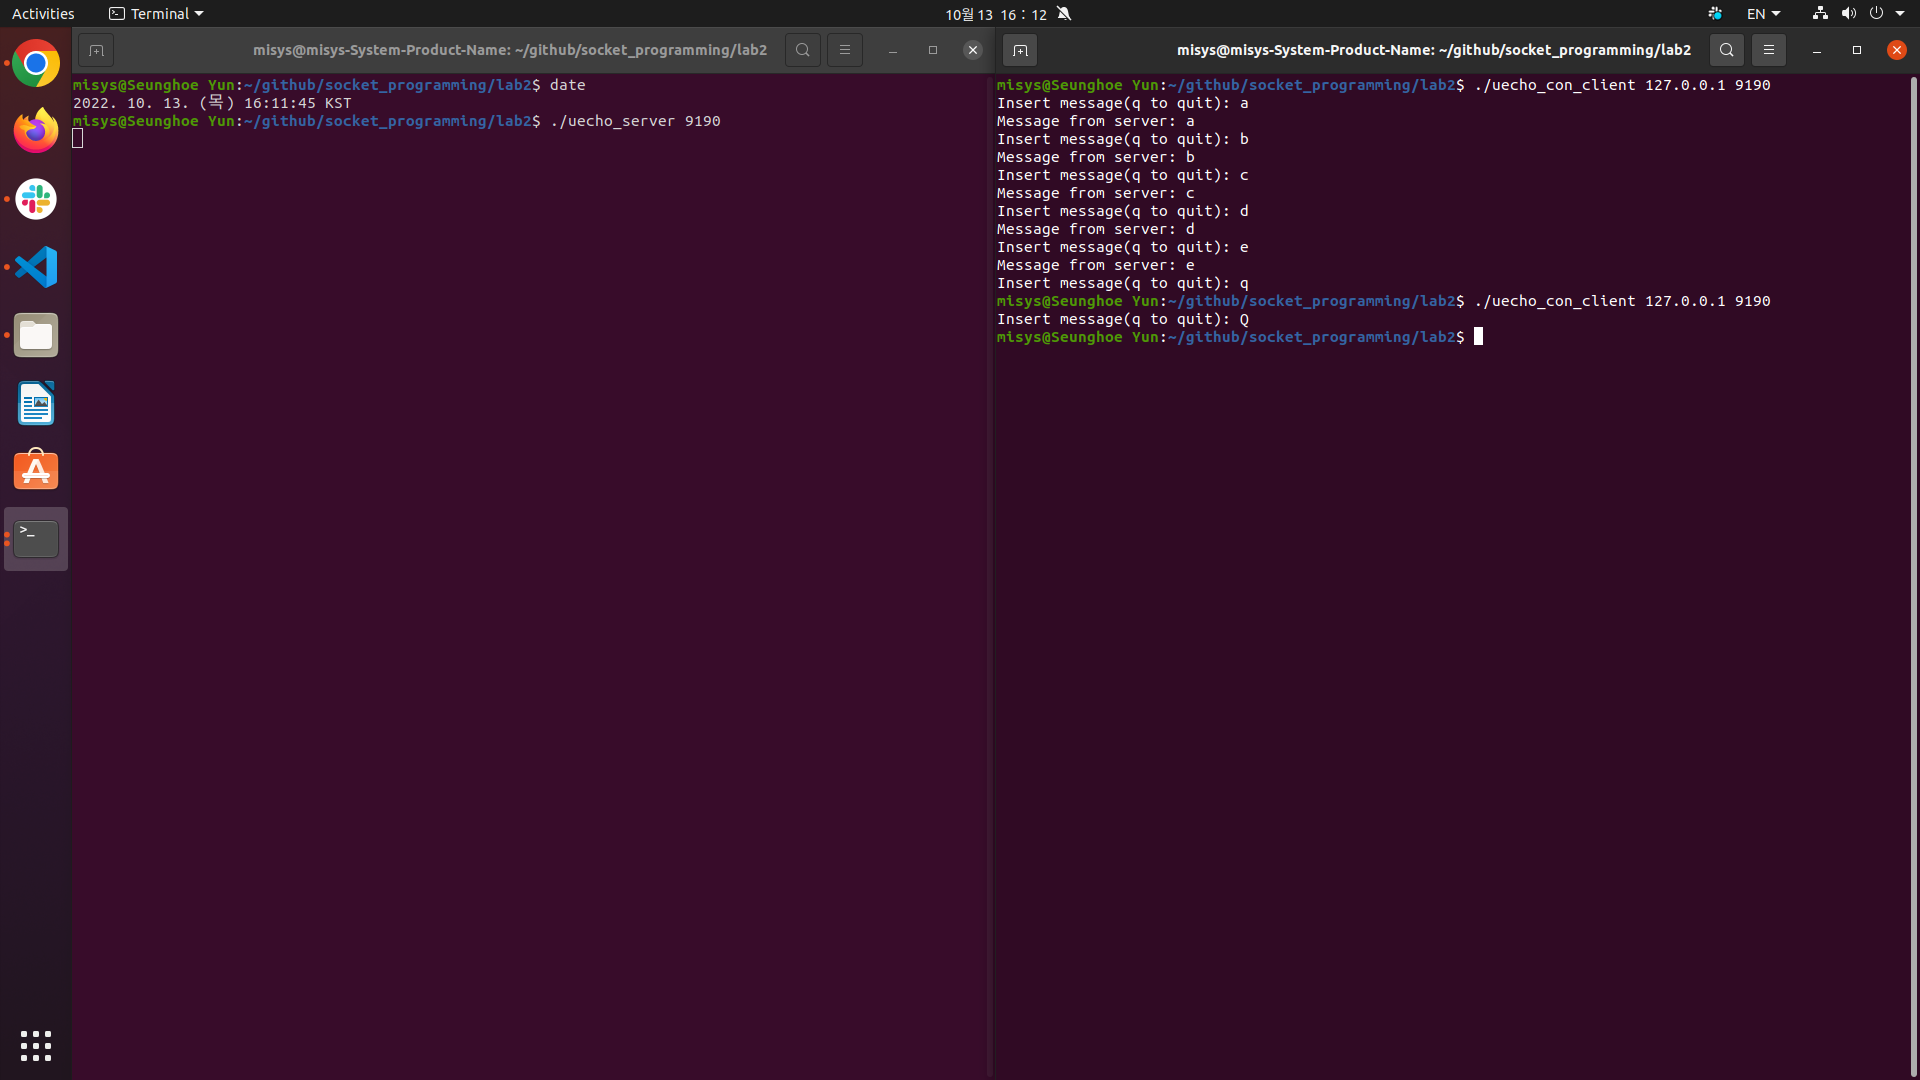 Activities
Terminal
10월 13 16 : 12
EN
misys@misys-System-Product-Name: ~/github/socket_programming/lab2
misys@Seunghoe Yun:~/github/socket_programming/lab2$ date
2022. 10. 13. (목) 16:11:45 KST
misys@Seunghoe Yun:~/github/socket_programming/lab2$ ./uecho_server 9190
misys@misys-System-Product-Name: ~/github/socket_programming/lab2
misys@Seunghoe Yun:~/github/socket_programming/lab2$ ./uecho_con_client 127.0.0.1 9190
Insert message(q to quit): a
Message from server: a
Insert message(q to quit): b
Message from server: b
Insert message(q to quit): c
Message from server: c
Insert message(q to quit): d
Message from server: d
Insert message(q to quit): e
Message from server: e
Insert message(q to quit): q
misys@Seunghoe Yun:~/github/socket_programming/lab2$ ./uecho_con_client 127.0.0.1 9190
Insert message(q to quit): Q
misys@Seunghoe Yun:~/github/socket_programming/lab2$